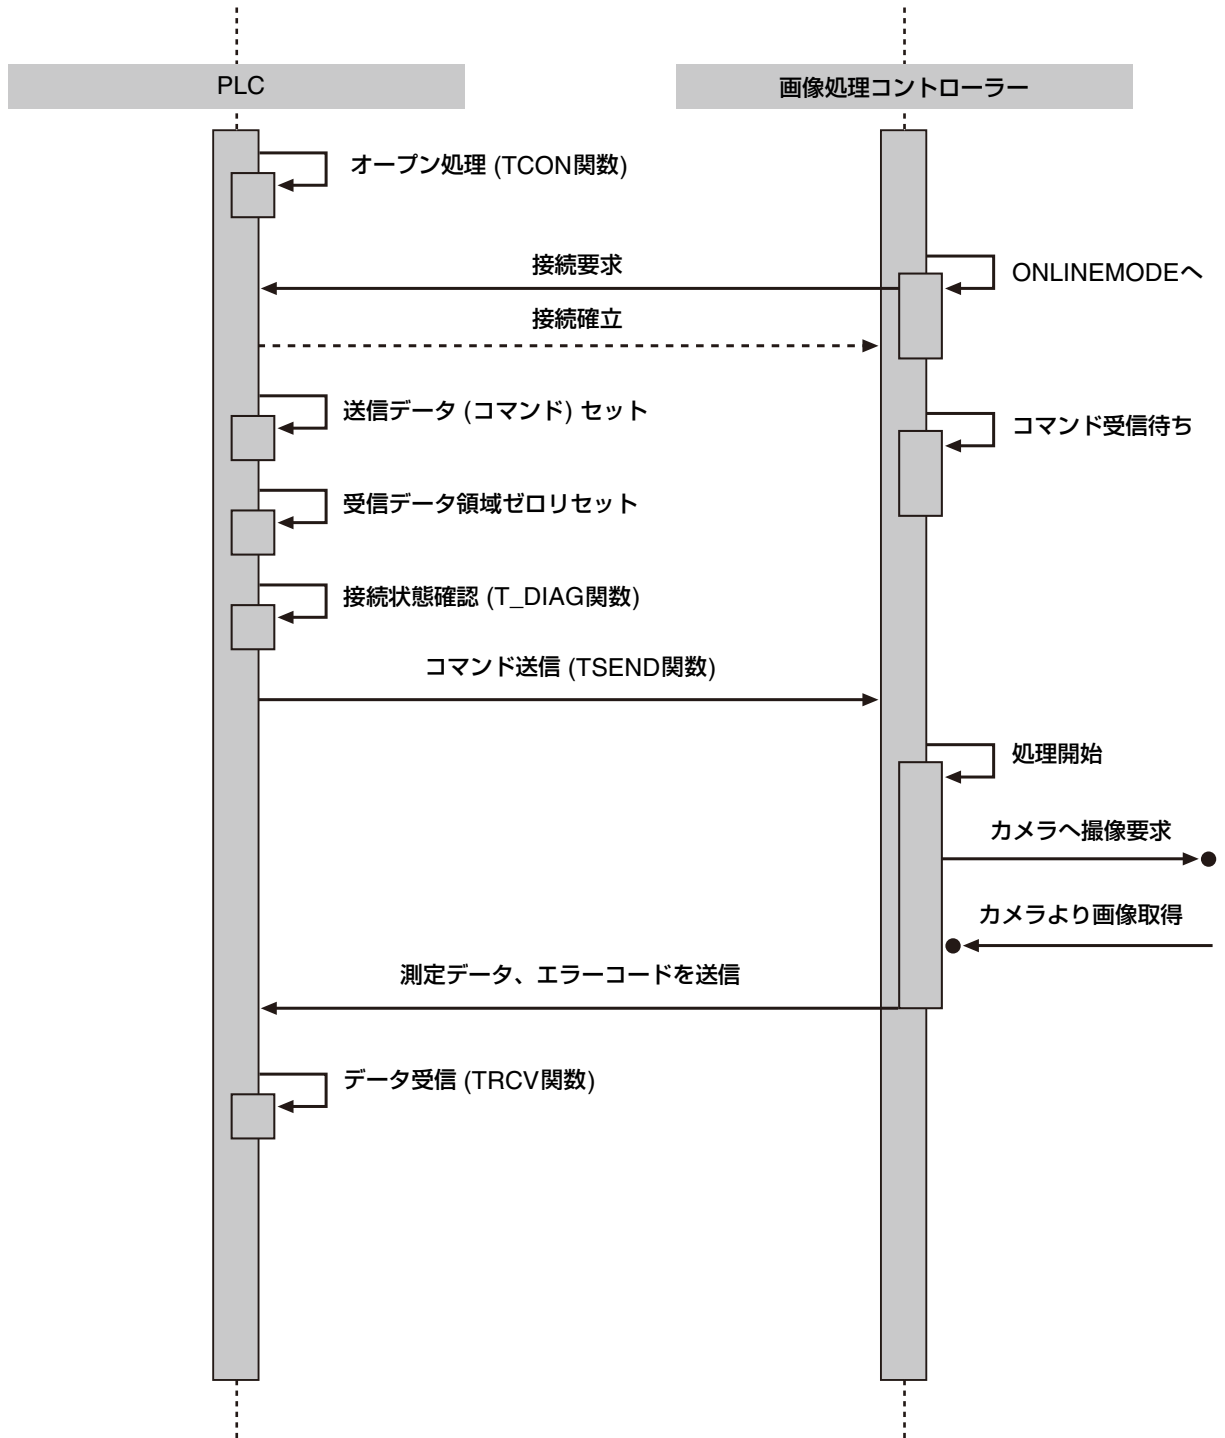 PLC
画像処理コントローラー
オープン処理 (TCON関数)
接続要求
ONLINEMODEへ
接続確立
送信データ (コマンド) セット
コマンド受信待ち
受信データ領域ゼロリセット
接続状態確認 (T_DIAG関数)
コマンド送信 (TSEND関数)
処理開始
カメラへ撮像要求
カメラより画像取得
測定データ、エラーコードを送信
データ受信 (TRCV関数)